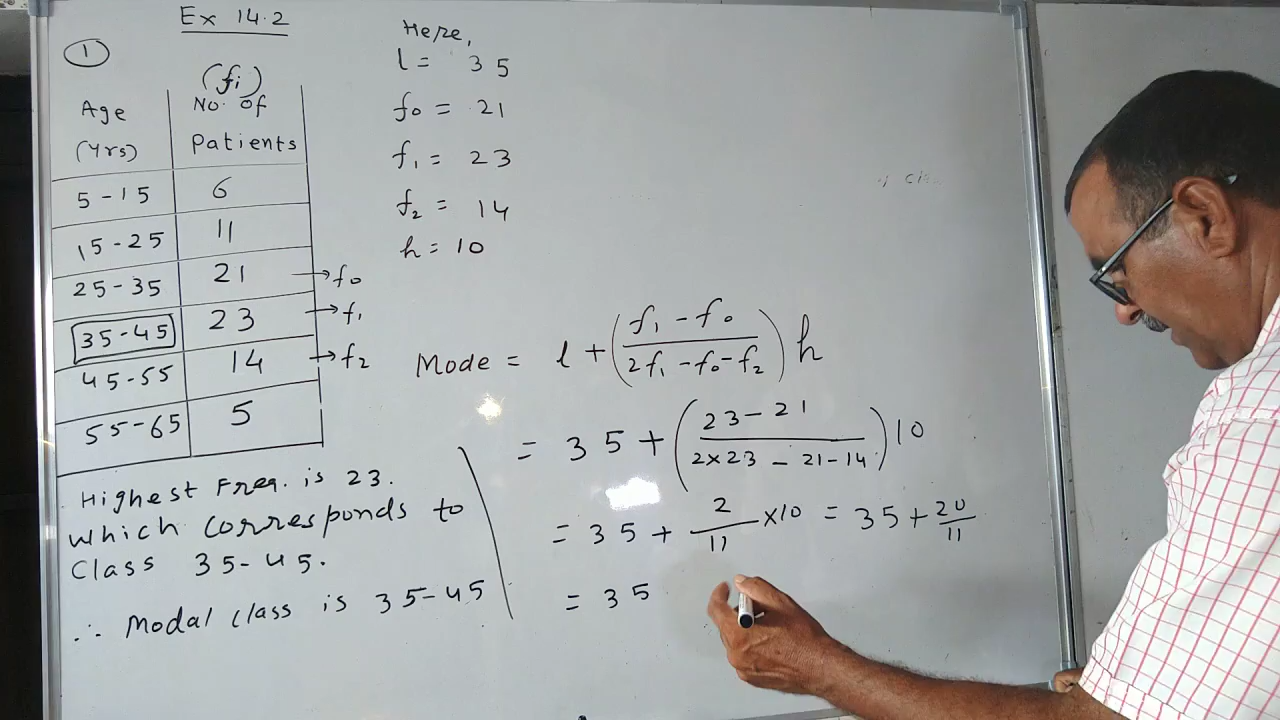 Ex 14.2
1
(fi)
Age No. of
(Yrs) Patients
5-15 6
15-25 11
25-35 21 → f0
35-45 23 → f1
45-55 14 → f2
55-65 5
Highest Freq. is 23.
which corresponds to
Class 35-45.
∴ Modal class is 35-45
Here,
l = 35
f0 = 21
f1 = 23
f2 = 14
h = 10
Mode = l + (f1 - f0 / 2f1 - f0 - f2) h
= 35 + (23 - 21 / 2×23 - 21 - 14) 10
= 35 + 2/11 ×10 = 35 + 20/11
= 35